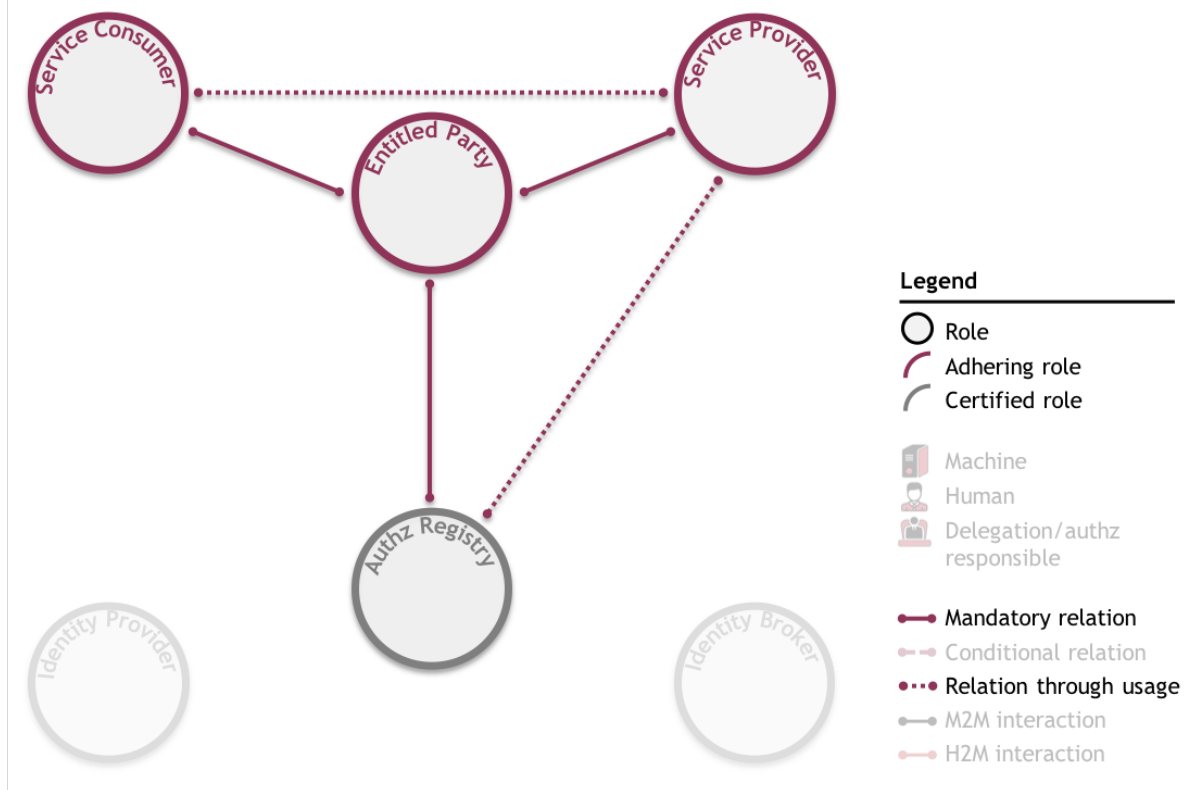 Service Consumer
Service Provider
Entitled Party
Authz Registry
Identity Provider
Identity Broker
Legend
Role
Adhering role
Certified role
Machine
Human
Delegation/authz
responsible
Mandatory relation
Conditional relation
Relation through usage
M2M interaction
H2M interaction